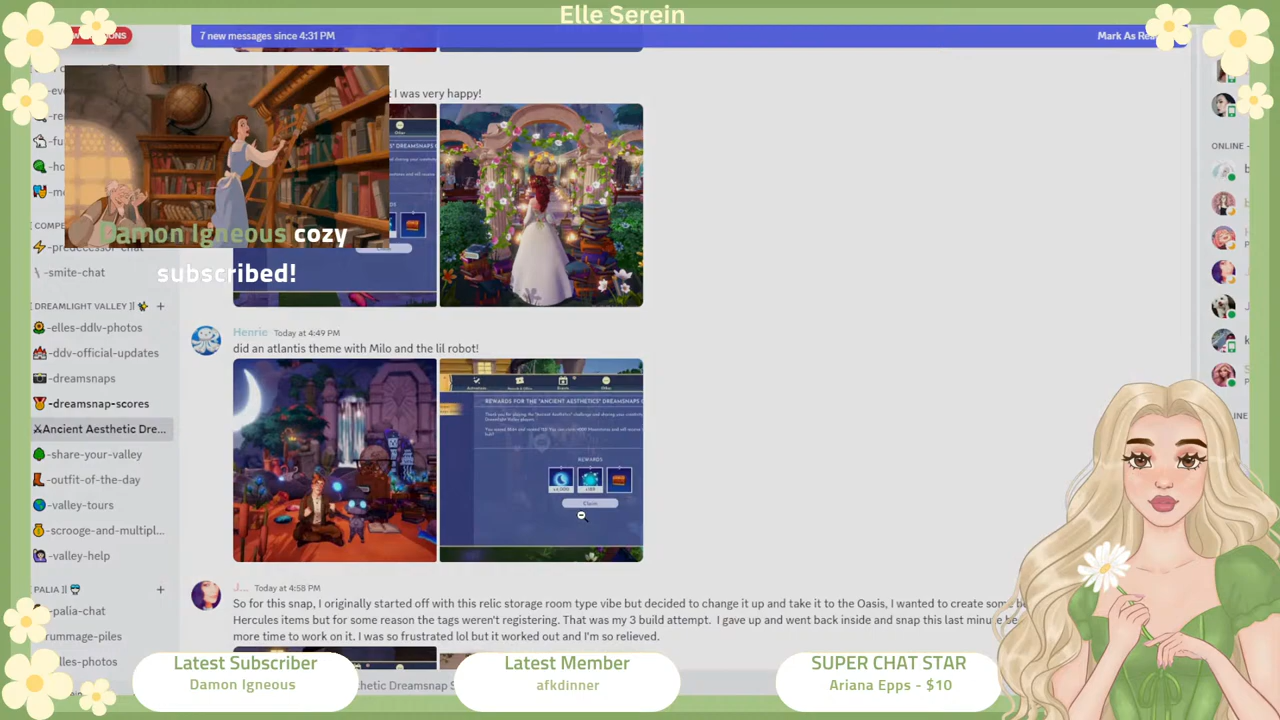 Elle Serein
7 new messages since 4:31 PM
Mark As
I was very happy!
Damon Igneous cozy
subscribed!
-smite-chat
DREAMLIGHT VALLEY
-elles-ddlv-photos
-ddv-official-updates
-dreamsnaps
-dreamsnap-scores
Ancient Aesthetic Dre...
-share-your-valley
-outfit-of-the-day
-valley-tours
-scrooge-and-multipl...
-valley-help
PALIA
-palia-chat
rummage-piles
ONLINE -
Henrie Today at 4:49 PM
did an atlantis theme with Milo and the lil robot!
REWARDS FOR THE "ANCIENT AESTHETICS" DREAMSNAPS
REWARDS
Claim
J... Today at 4:58 PM
So for this snap, I originally started off with this relic storage room type vibe but decided to change it up and take it to the Oasis, I wanted to create some
Hercules items but for some reason the tags weren't registering. That was my 3 build attempt. I gave up and went back inside and snap this last minute
more time to work on it. I was so frustrated lol but it worked out and I'm so relieved.
Latest Subscriber
Damon Igneous
Latest Member
afkdinner
SUPER CHAT STAR
Ariana Epps - $10